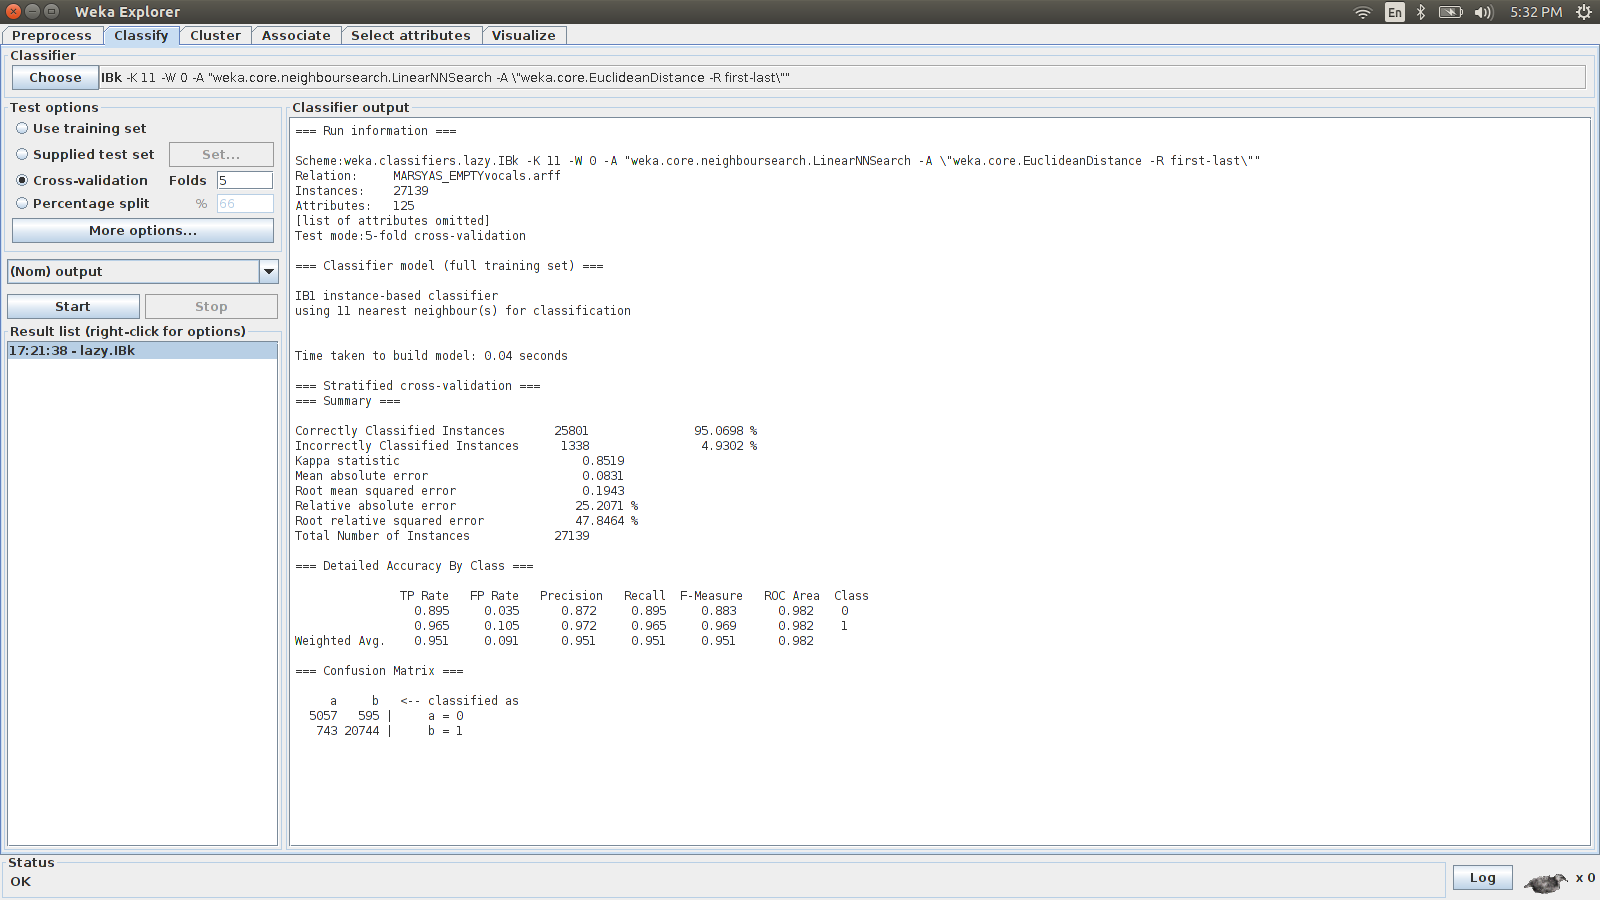 Weka Explorer
En
5:32 PM
Preprocess Classify Cluster Associate Select attributes Visualize
Classifier
Choose IBk -K 11 -W 0 -A "weka.core.neighboursearch.LinearNNSearch -A \"weka.core.EuclideanDistance -R first-last\""
Test options
Use training set
Supplied test set Set...
Cross-validation Folds 5
Percentage split % 66
More options...
(Nom) output
Start Stop
Result list (right-click for options)
17:21:38 - lazy.IBk
Classifier output
=== Run information ===
Scheme:weka.classifiers.lazy.IBk -K 11 -W 0 -A "weka.core.neighboursearch.LinearNNSearch -A \"weka.core.EuclideanDistance -R first-last\""
Relation: MARSYAS_EMPTYvocals.arff
Instances: 27139
Attributes: 125
[list of attributes omitted]
Test mode:5-fold cross-validation
=== Classifier model (full training set) ===
IB1 instance-based classifier
using 11 nearest neighbour(s) for classification
Time taken to build model: 0.04 seconds
=== Stratified cross-validation ===
=== Summary ===
Correctly Classified Instances 25801 95.0698 %
Incorrectly Classified Instances 1338 4.9302 %
Kappa statistic 0.8519
Mean absolute error 0.0831
Root mean squared error 0.1943
Relative absolute error 25.2071 %
Root relative squared error 47.8464 %
Total Number of Instances 27139
=== Detailed Accuracy By Class ===
TP Rate FP Rate Precision Recall F-Measure ROC Area Class
0.895 0.035 0.872 0.895 0.883 0.982 0
0.965 0.105 0.972 0.965 0.969 0.982 1
Weighted Avg. 0.951 0.091 0.951 0.951 0.951 0.982
=== Confusion Matrix ===
a b <-- classified as
5057 595 | a = 0
743 20744 | b = 1
Status
OK
Log
x 0